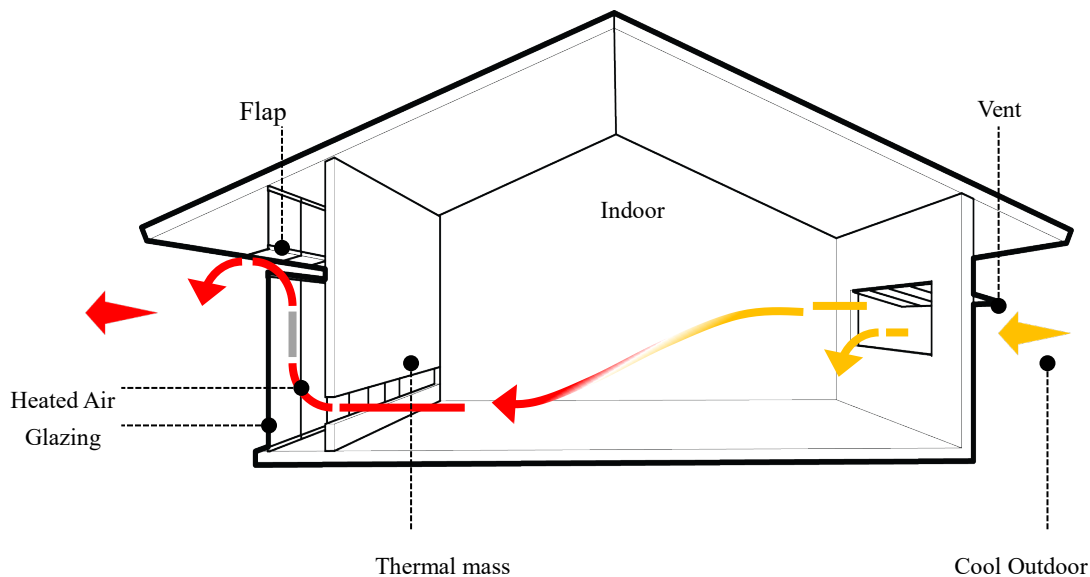 Flap
Vent
Indoor
Heated Air
Glazing
Thermal mass
Cool Outdoor